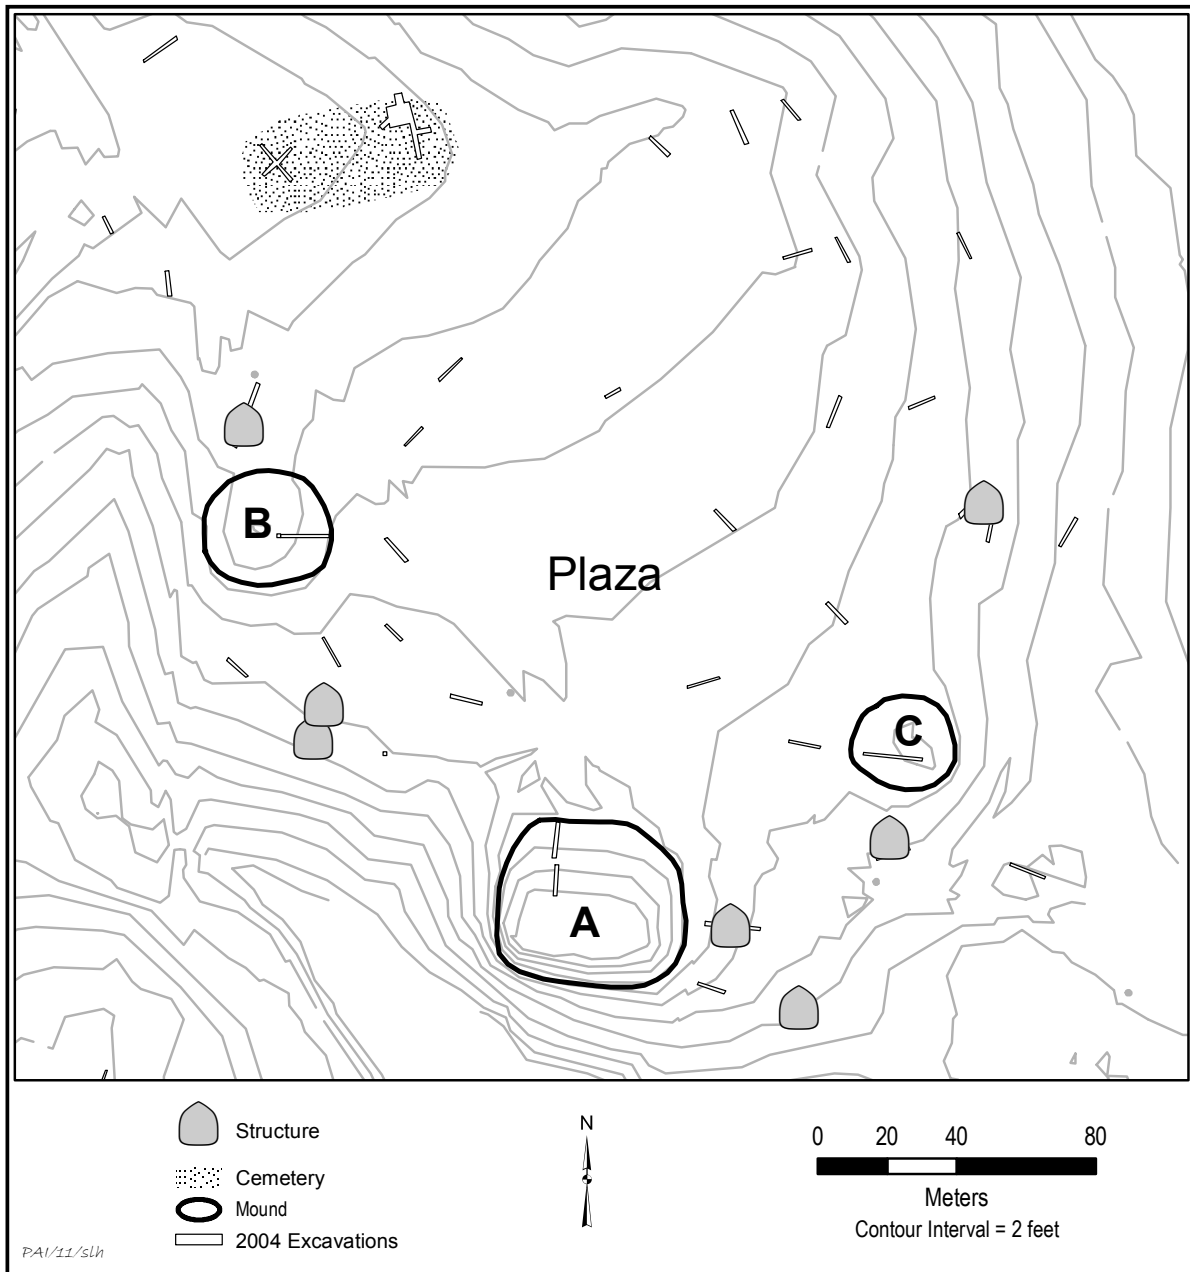 B
Plaza
C
A
Structure
Cemetery
Mound
2004 Excavations
N
0 20 40 80
Meters
Contour Interval = 2 feet
PAI/11/slh